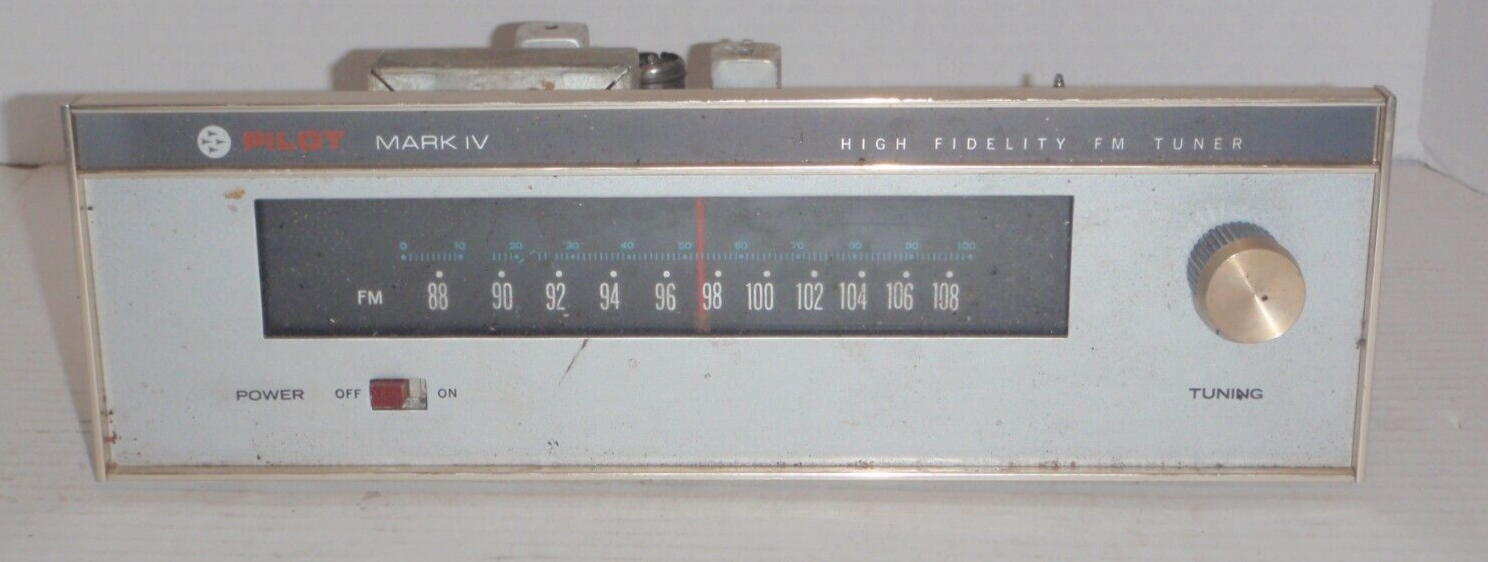 PILOT MARK IV HIGH FIDELITY FM TUNER
0 10 20 30 40 50 60 70 80 90 100
FM 88 90 92 94 96 98 100 102 104 106 108
POWER OFF ON TUNING